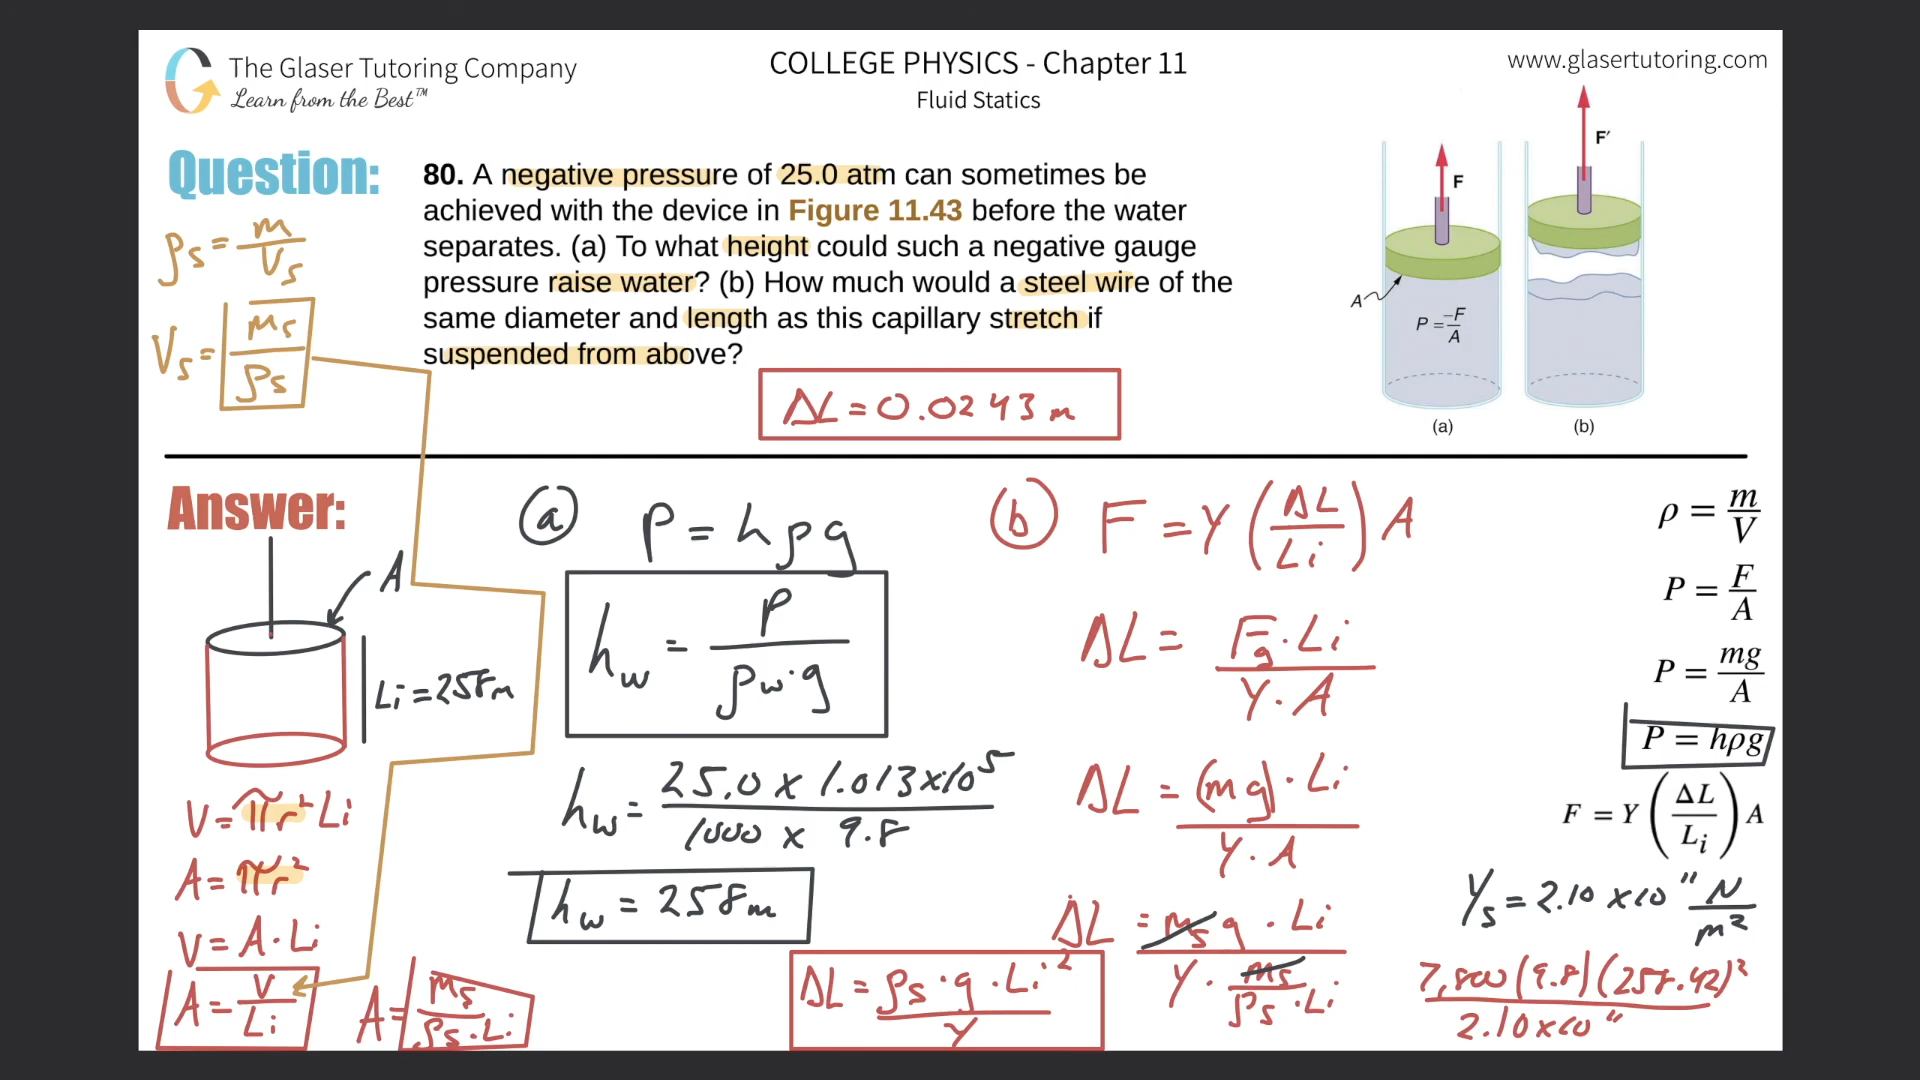 The Glaser Tutoring Company
Learn from the Best™
COLLEGE PHYSICS - Chapter 11
Fluid Statics
www.glasertutoring.com
Question:
80. A negative pressure of 25.0 atm can sometimes be
achieved with the device in Figure 11.43 before the water
separates. (a) To what height could such a negative gauge
pressure raise water? (b) How much would a steel wire of the
same diameter and length as this capillary stretch if
suspended from above?
ρs = m/Vs
Vs = ms/ρs
ΔL = 0.0243 m
F
F′
A
P = -F/A
(a)
(b)
Answer:
A
Li = 258m
V = πr² Li
A = πr²
V = A · Li
A = V/Li
A = ms/ρs · Li
(a)
P = hρg
hw = P/ρw · g
hw = 25.0 x 1.013x10⁵/1000 x 9.8
hw = 258m
(b)
F = Y (ΔL/Li) A
ΔL = Fg · Li/Y · A
ΔL = (mg) · Li/Y · A
ΔL = ms g · Li/Y · ms/ρs · Li
ΔL = ρs · g · Li²/Y
ρ = m/V
P = F/A
P = mg/A
P = hρg
F = Y (ΔL/Li) A
Ys = 2.10 x10¹¹ N/m²
7,800 (9.8) (258.42)²/2.10x10¹¹